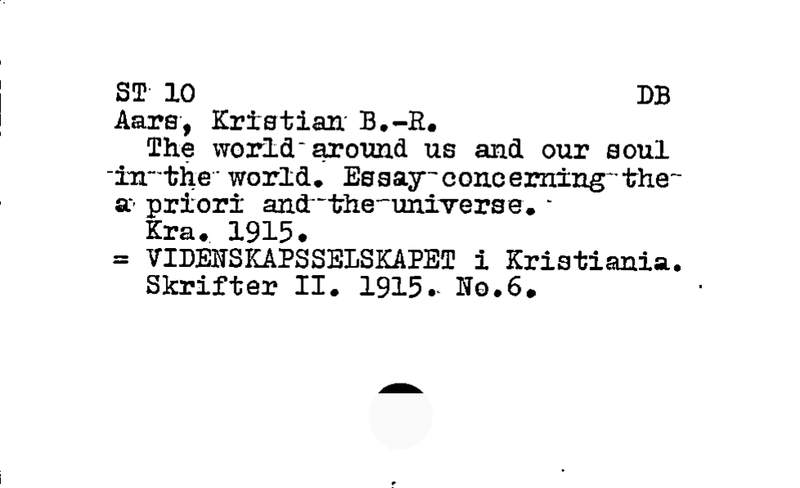 ST 10 DB
Aars, Kristian B.-R.
The world around us and our soul
in the world. Essay concerning the
a priori and the universe.
Kra. 1915.
= VIDENSKAPSSELSKAPET i Kristiania.
Skrifter II. 1915. No.6.